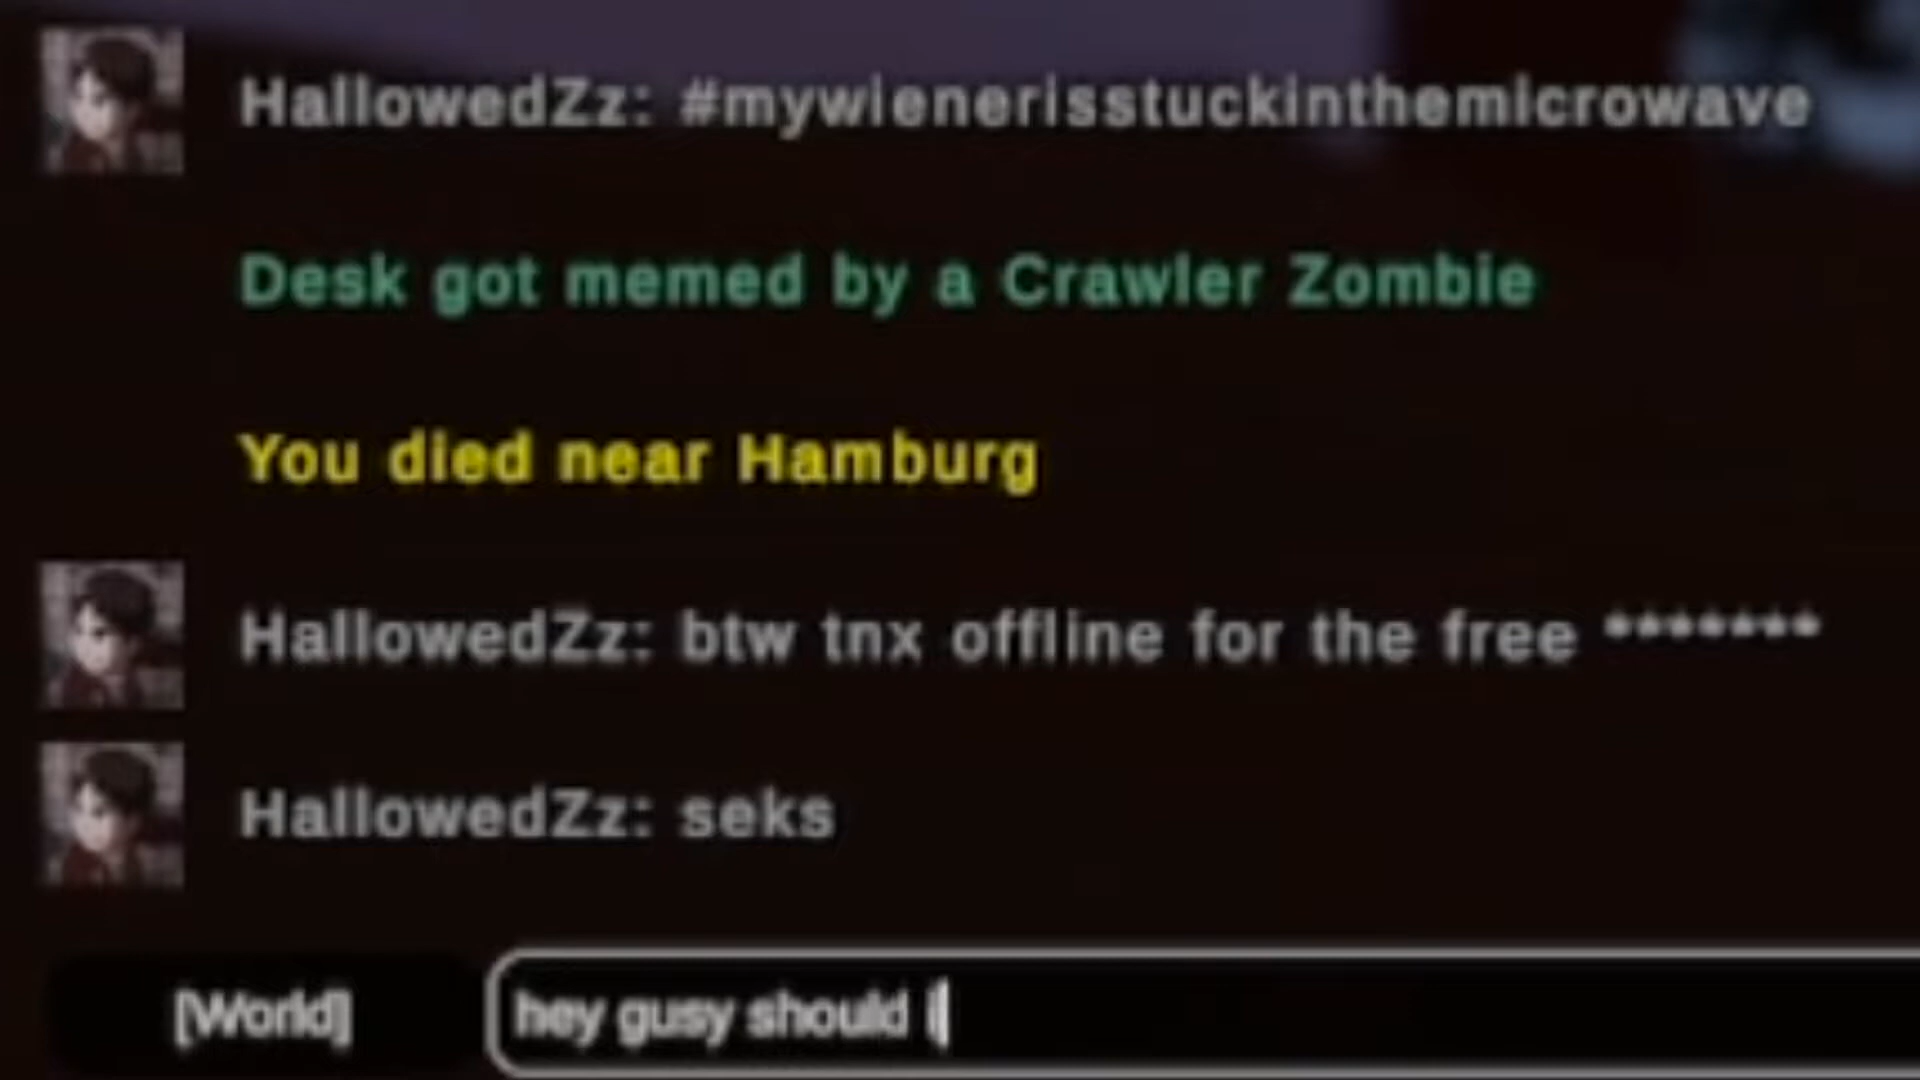 HallowedZz: #mywienerisstuckinthemicrowave
Desk got memed by a Crawler Zombie
You died near Hamburg
HallowedZz: btw tnx offline for the free *******
HallowedZz: seks
[World] hey gusy should i